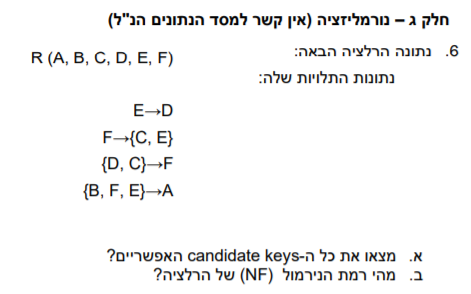 חלק ג – נורמליזציה (אין קשר למסד הנתונים הנ"ל)
6. נתונה הרלציה הבאה: R (A, B, C, D, E, F)
נתונות התלויות שלה:
E→D
F→{C, E}
{D, C}→F
{B, F, E}→A
א. מצאו את כל ה-candidate keys האפשריים?
ב. מהי רמת הנירמול (NF) של הרלציה?